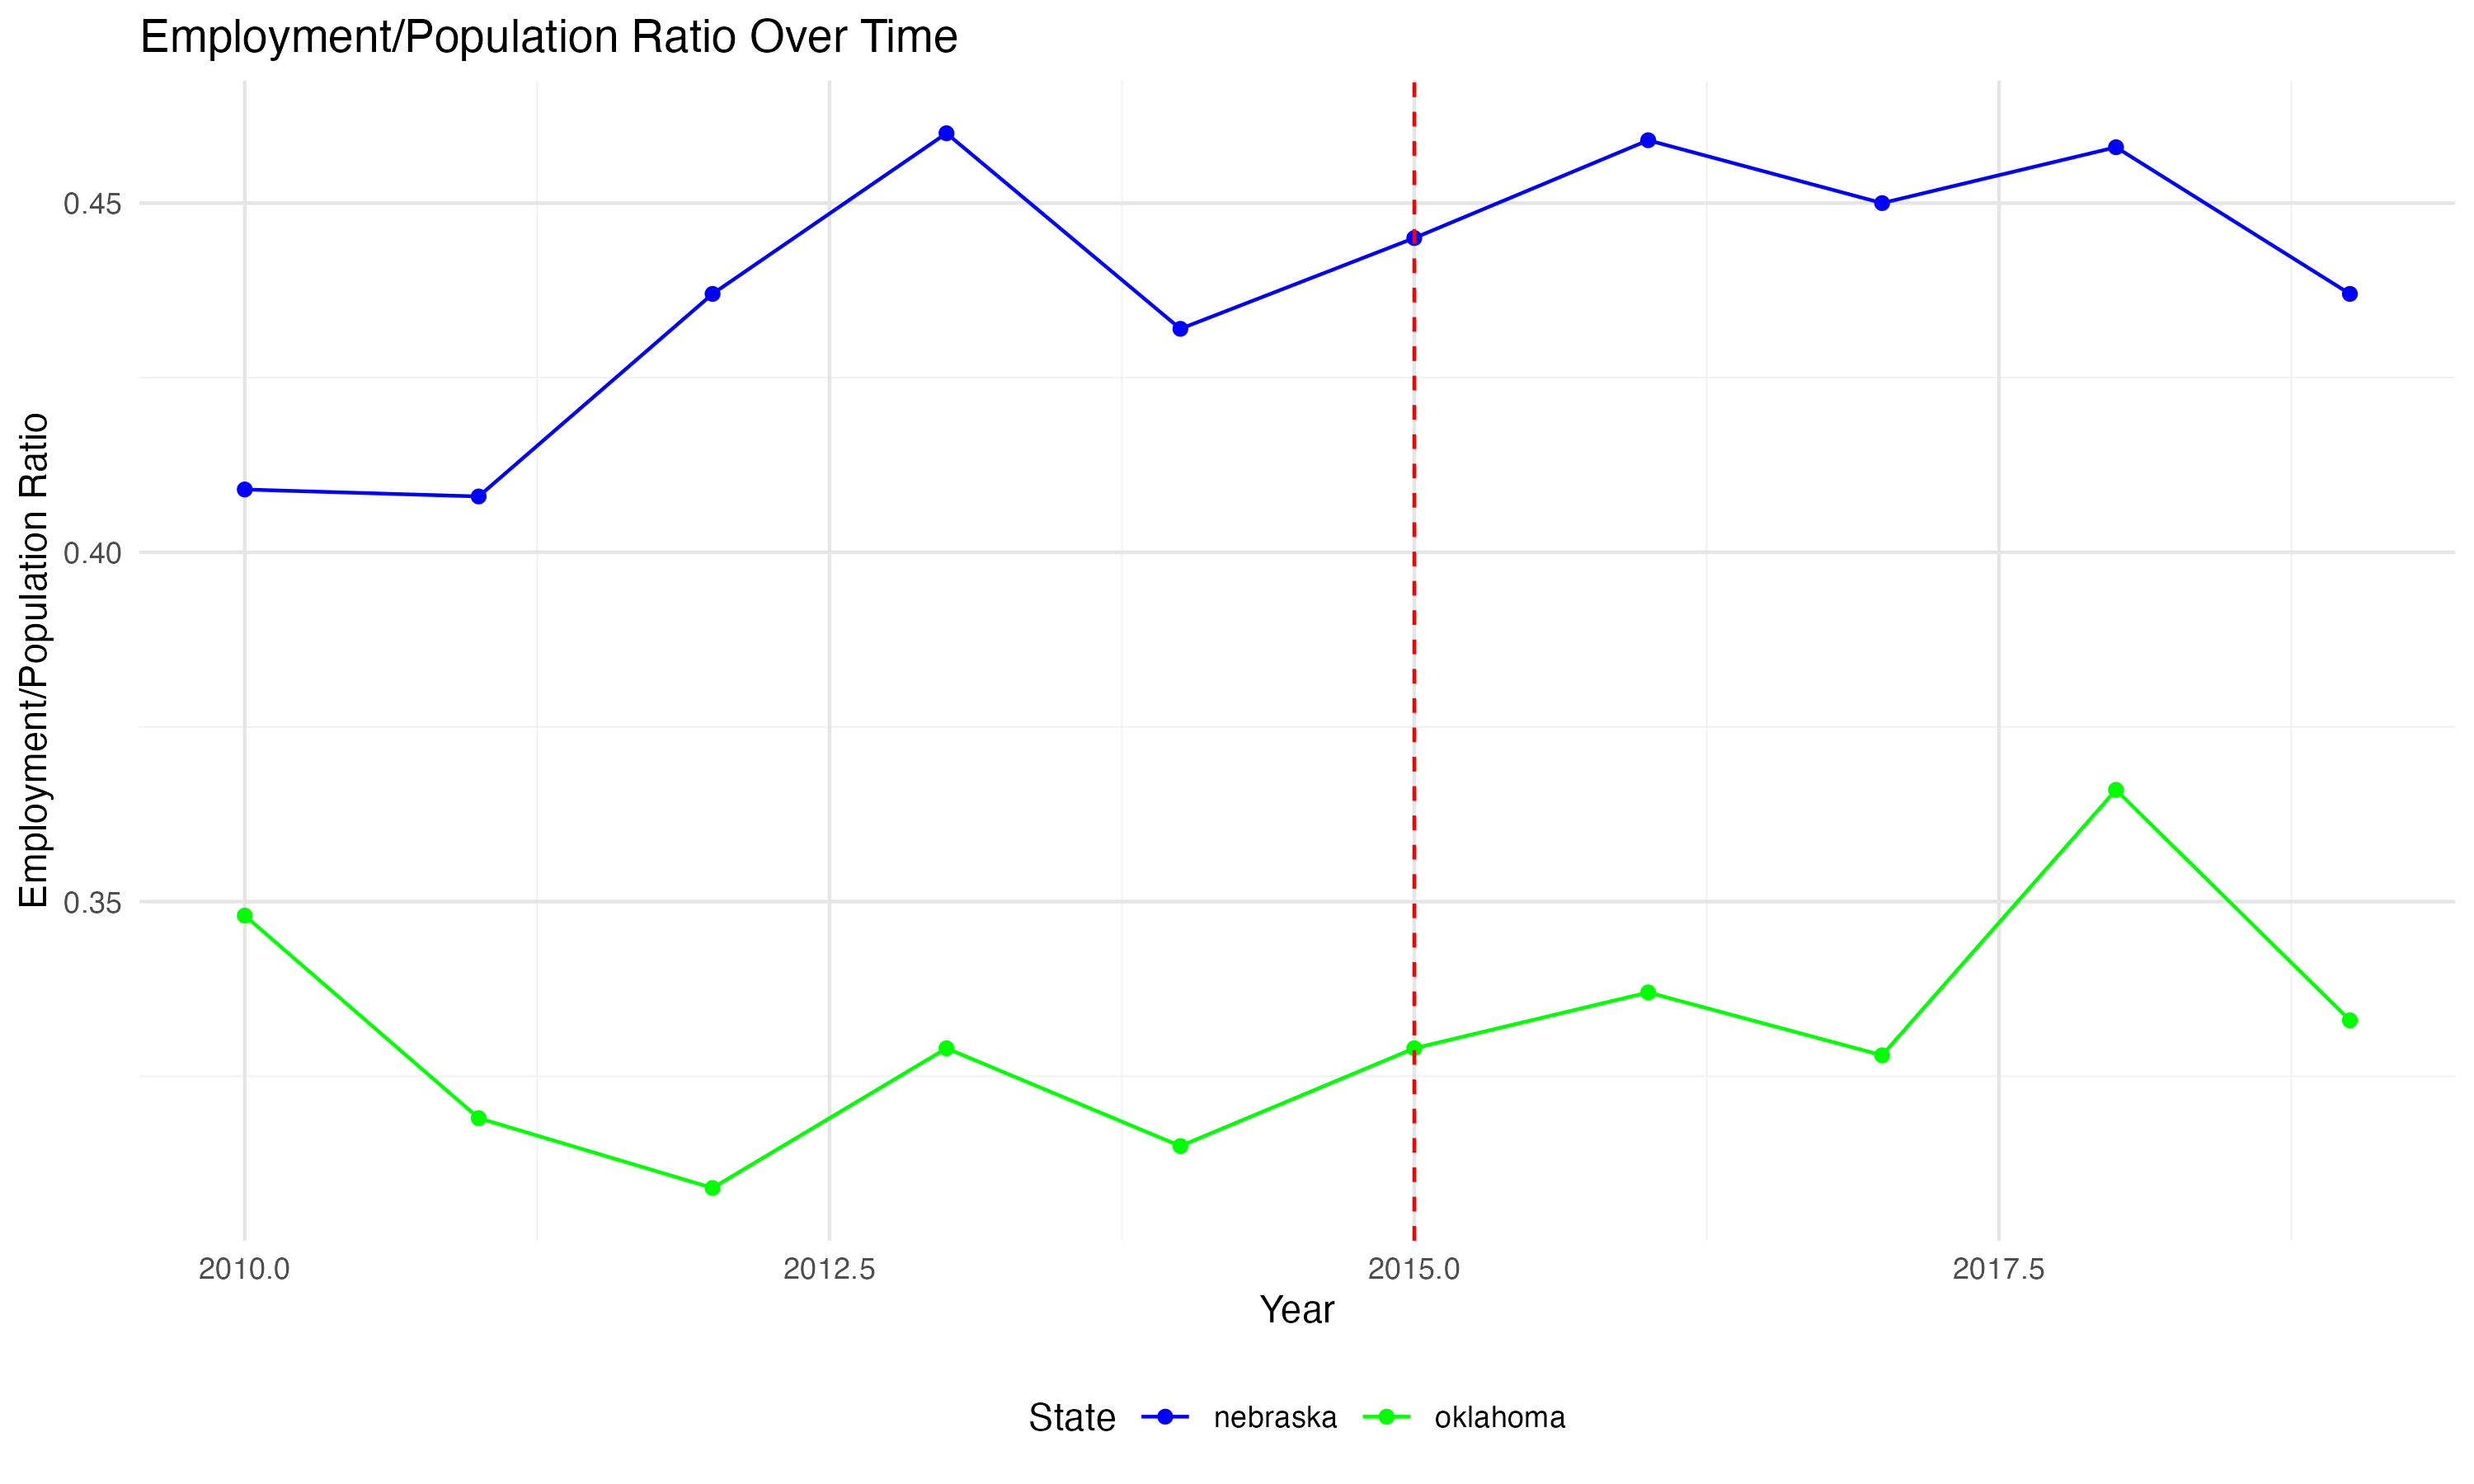 Employment/Population Ratio Over Time
Employment/Population Ratio
0.45
0.40
0.35
2010.0 2012.5 2015.0 2017.5
Year
State nebraska oklahoma